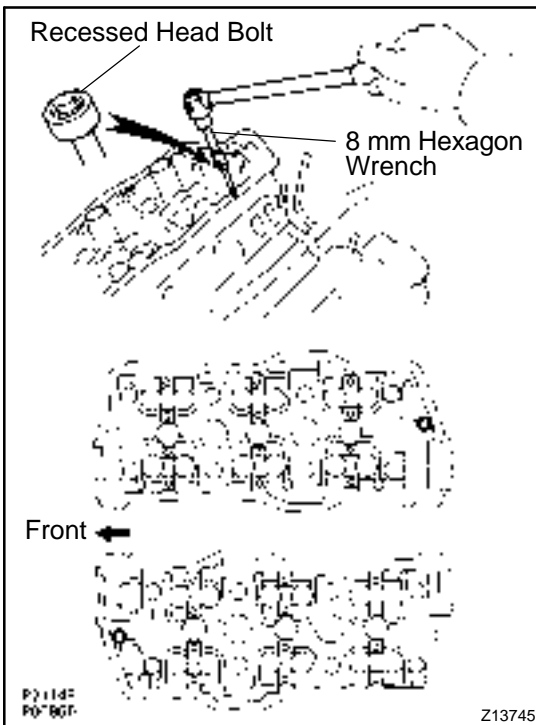 Recessed Head Bolt
8 mm Hexagon
Wrench
Front
Z13745